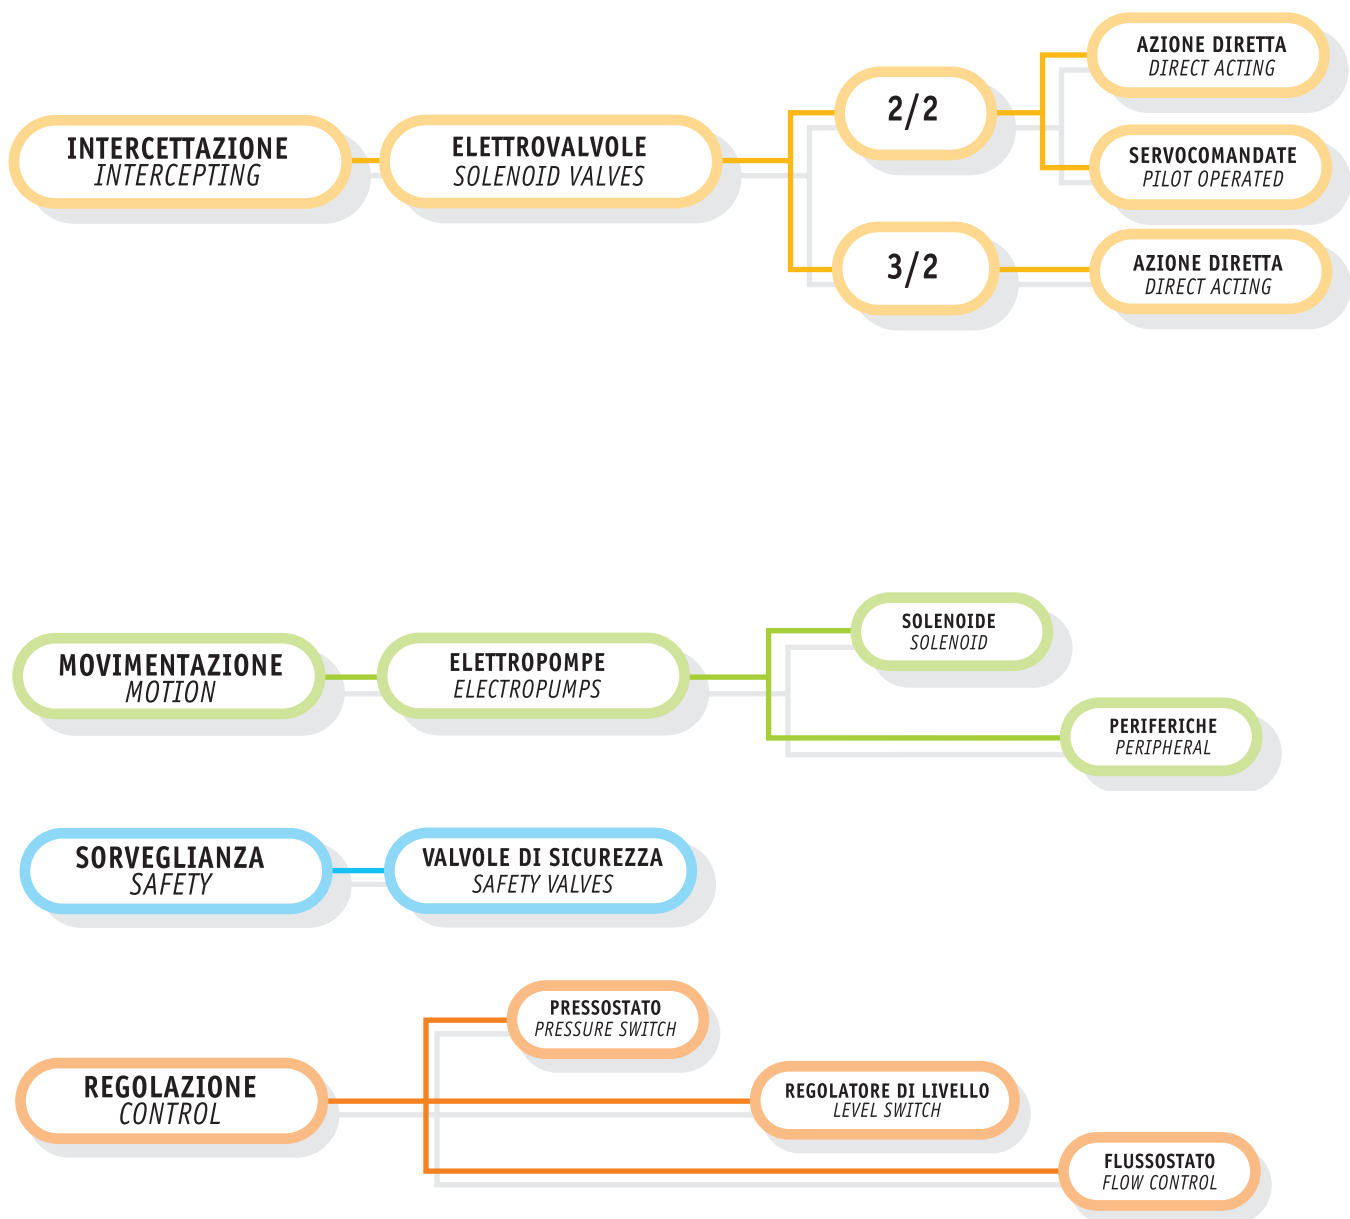 INTERCETTAZIONE
INTERCEPTING
ELETTROVALVOLE
SOLENOID VALVES
2/2
AZIONE DIRETTA
DIRECT ACTING
SERVOCOMANDATE
PILOT OPERATED
3/2
AZIONE DIRETTA
DIRECT ACTING
MOVIMENTAZIONE
MOTION
ELETTROPOMPE
ELECTROPUMPS
SOLENOIDE
SOLENOID
PERIFERICHE
PERIPHERAL
SORVEGLIANZA
SAFETY
VALVOLE DI SICUREZZA
SAFETY VALVES
REGOLAZIONE
CONTROL
PRESSOSTATO
PRESSURE SWITCH
REGOLATORE DI LIVELLO
LEVEL SWITCH
FLUSSOSTATO
FLOW CONTROL